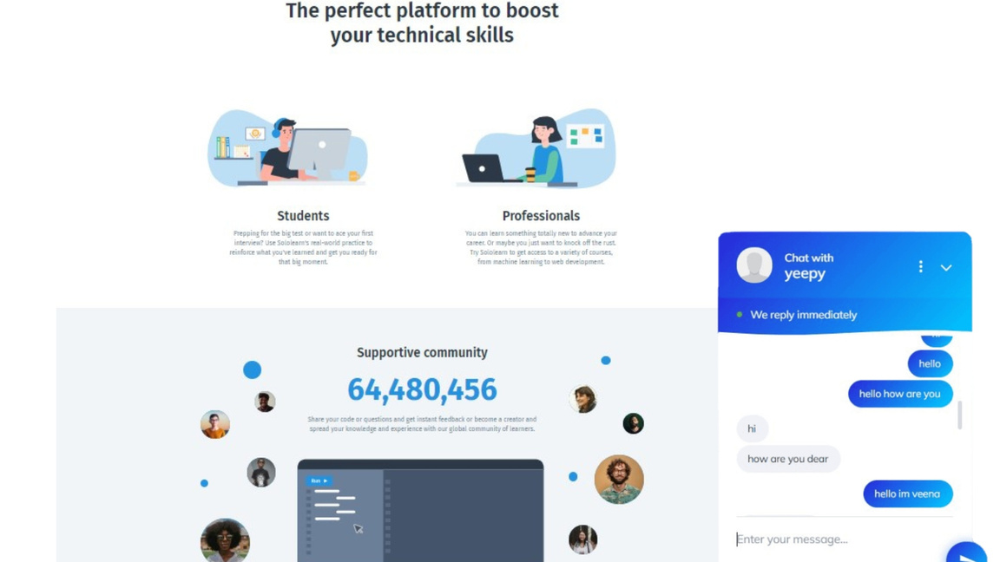 The perfect platform to boost
your technical skills
Students
Prepping for the big test or want to ace your first
interview? Use Sololearn's real-world practice to
reinforce what you've learned and get you ready for
that big moment.
Professionals
You can learn something totally new to advance your
career. Or maybe you just want to knock off the rust.
Try Sololearn to get access to a variety of courses,
from machine learning to web development.
Supportive community
64,480,456
Share your code or questions and get instant feedback or become a creator and
spread your knowledge and experience with our global community of learners.
Run
Chat with
yeepy
We reply immediately
hello
hello how are you
hi
how are you dear
hello im veena
Enter your message...